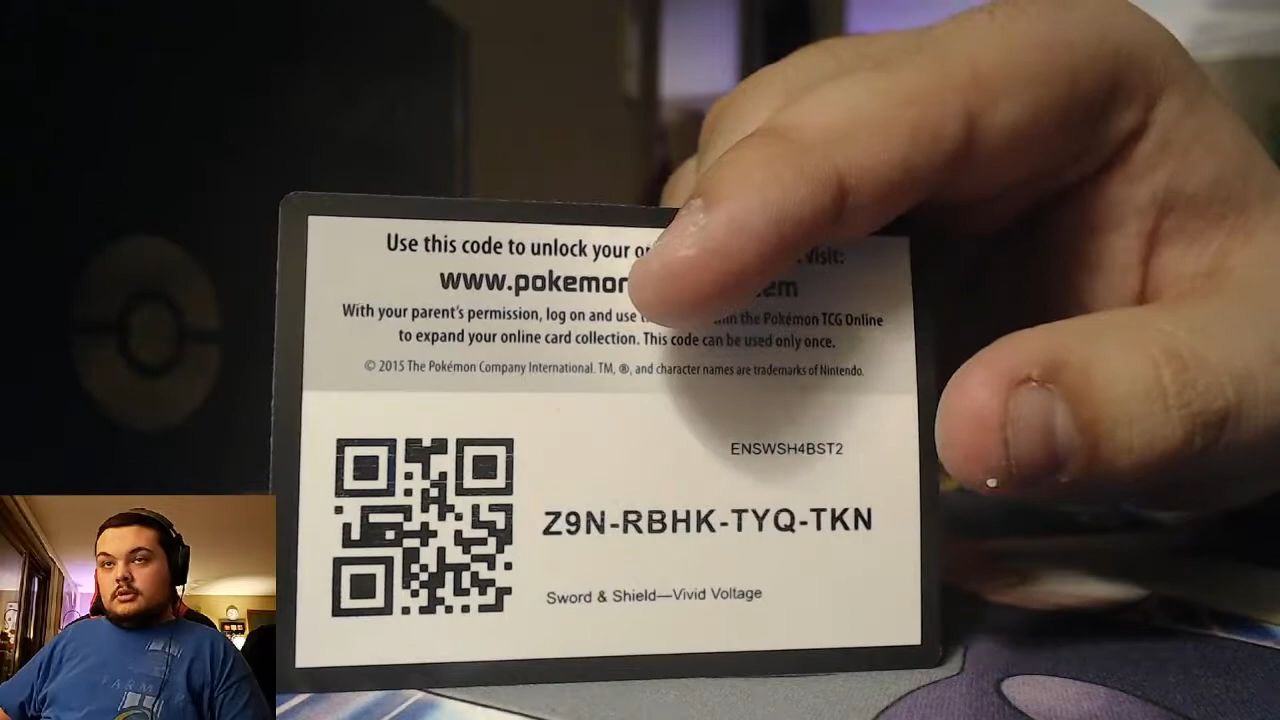 Use this code to unlock your
Visit:
www.pokemon
With your parent's permission, log on and use the Pokémon TCG Online
to expand your online card collection. This code can be used only once.
© 2015 The Pokémon Company International. TM, ®, and character names are trademarks of Nintendo.
ENSWSH4BST2
Z9N-RBHK-TYQ-TKN
Sword & Shield—Vivid Voltage
FARM